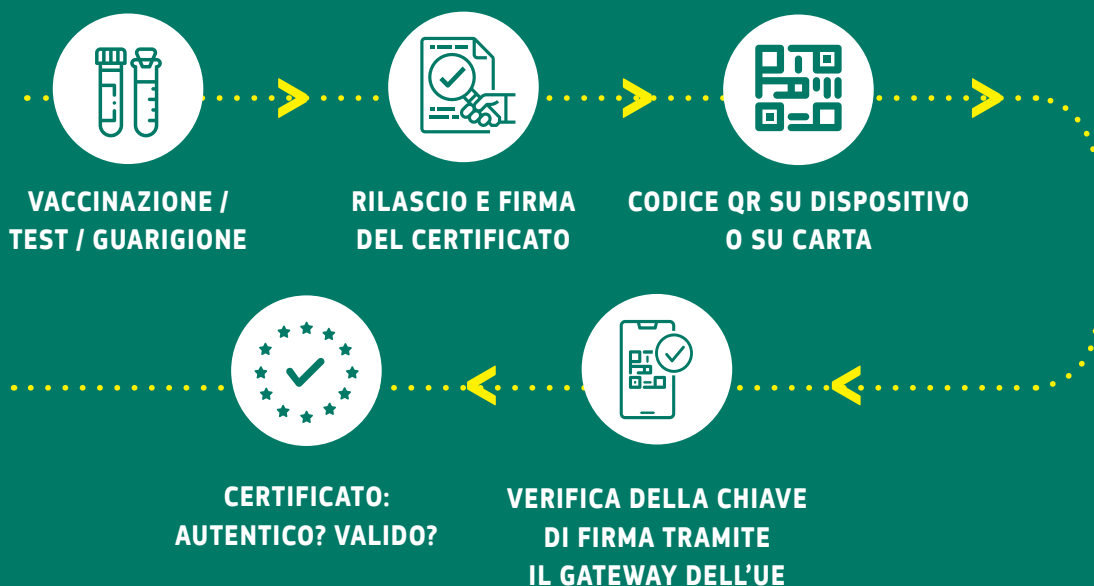 VACCINAZIONE /
TEST / GUARIGIONE
RILASCIO E FIRMA
DEL CERTIFICATO
CODICE QR SU DISPOSITIVO
O SU CARTA
VERIFICA DELLA CHIAVE
DI FIRMA TRAMITE
IL GATEWAY DELL'UE
CERTIFICATO:
AUTENTICO? VALIDO?